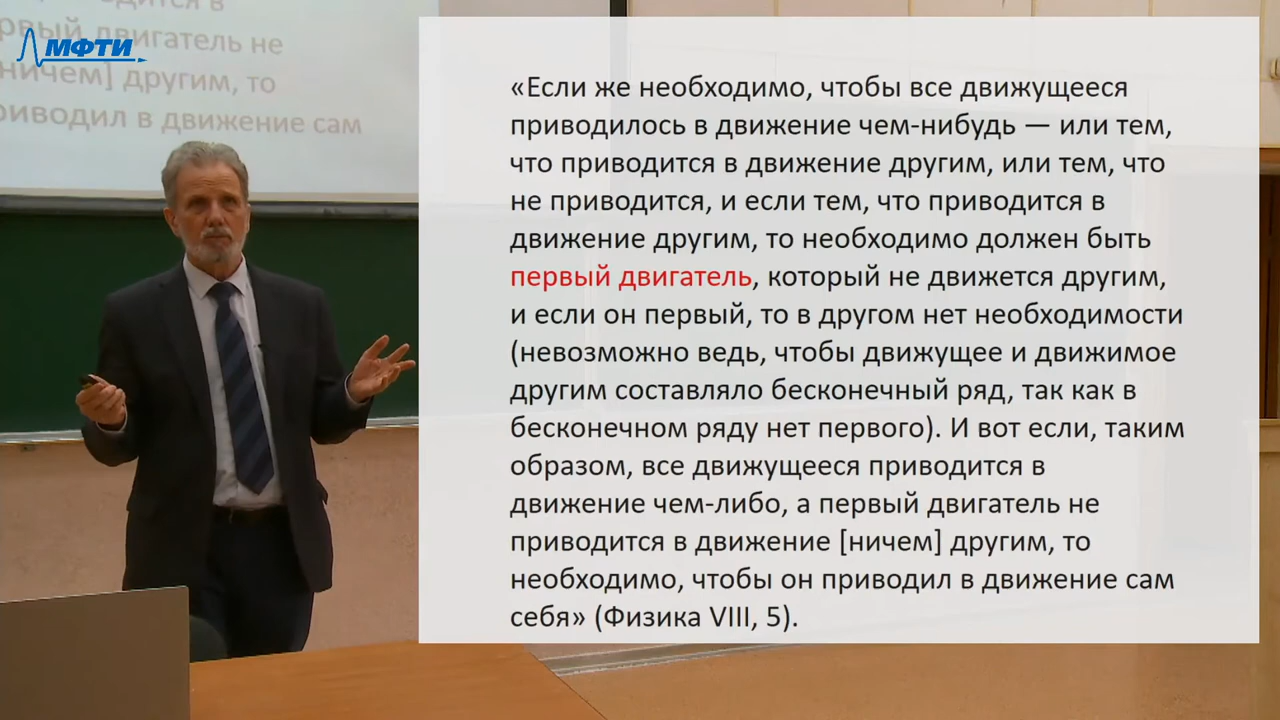 приводится в
первый двигатель не
ничем] другим, то
приводил в движение сам
МФТИ
«Если же необходимо, чтобы все движущееся
приводилось в движение чем-нибудь — или тем,
что приводится в движение другим, или тем, что
не приводится, и если тем, что приводится в
движение другим, то необходимо должен быть
первый двигатель, который не движется другим,
и если он первый, то в другом нет необходимости
(невозможно ведь, чтобы движущее и движимое
другим составляло бесконечный ряд, так как в
бесконечном ряду нет первого). И вот если, таким
образом, все движущееся приводится в
движение чем-либо, а первый двигатель не
приводится в движение [ничем] другим, то
необходимо, чтобы он приводил в движение сам
себя» (Физика VIII, 5).